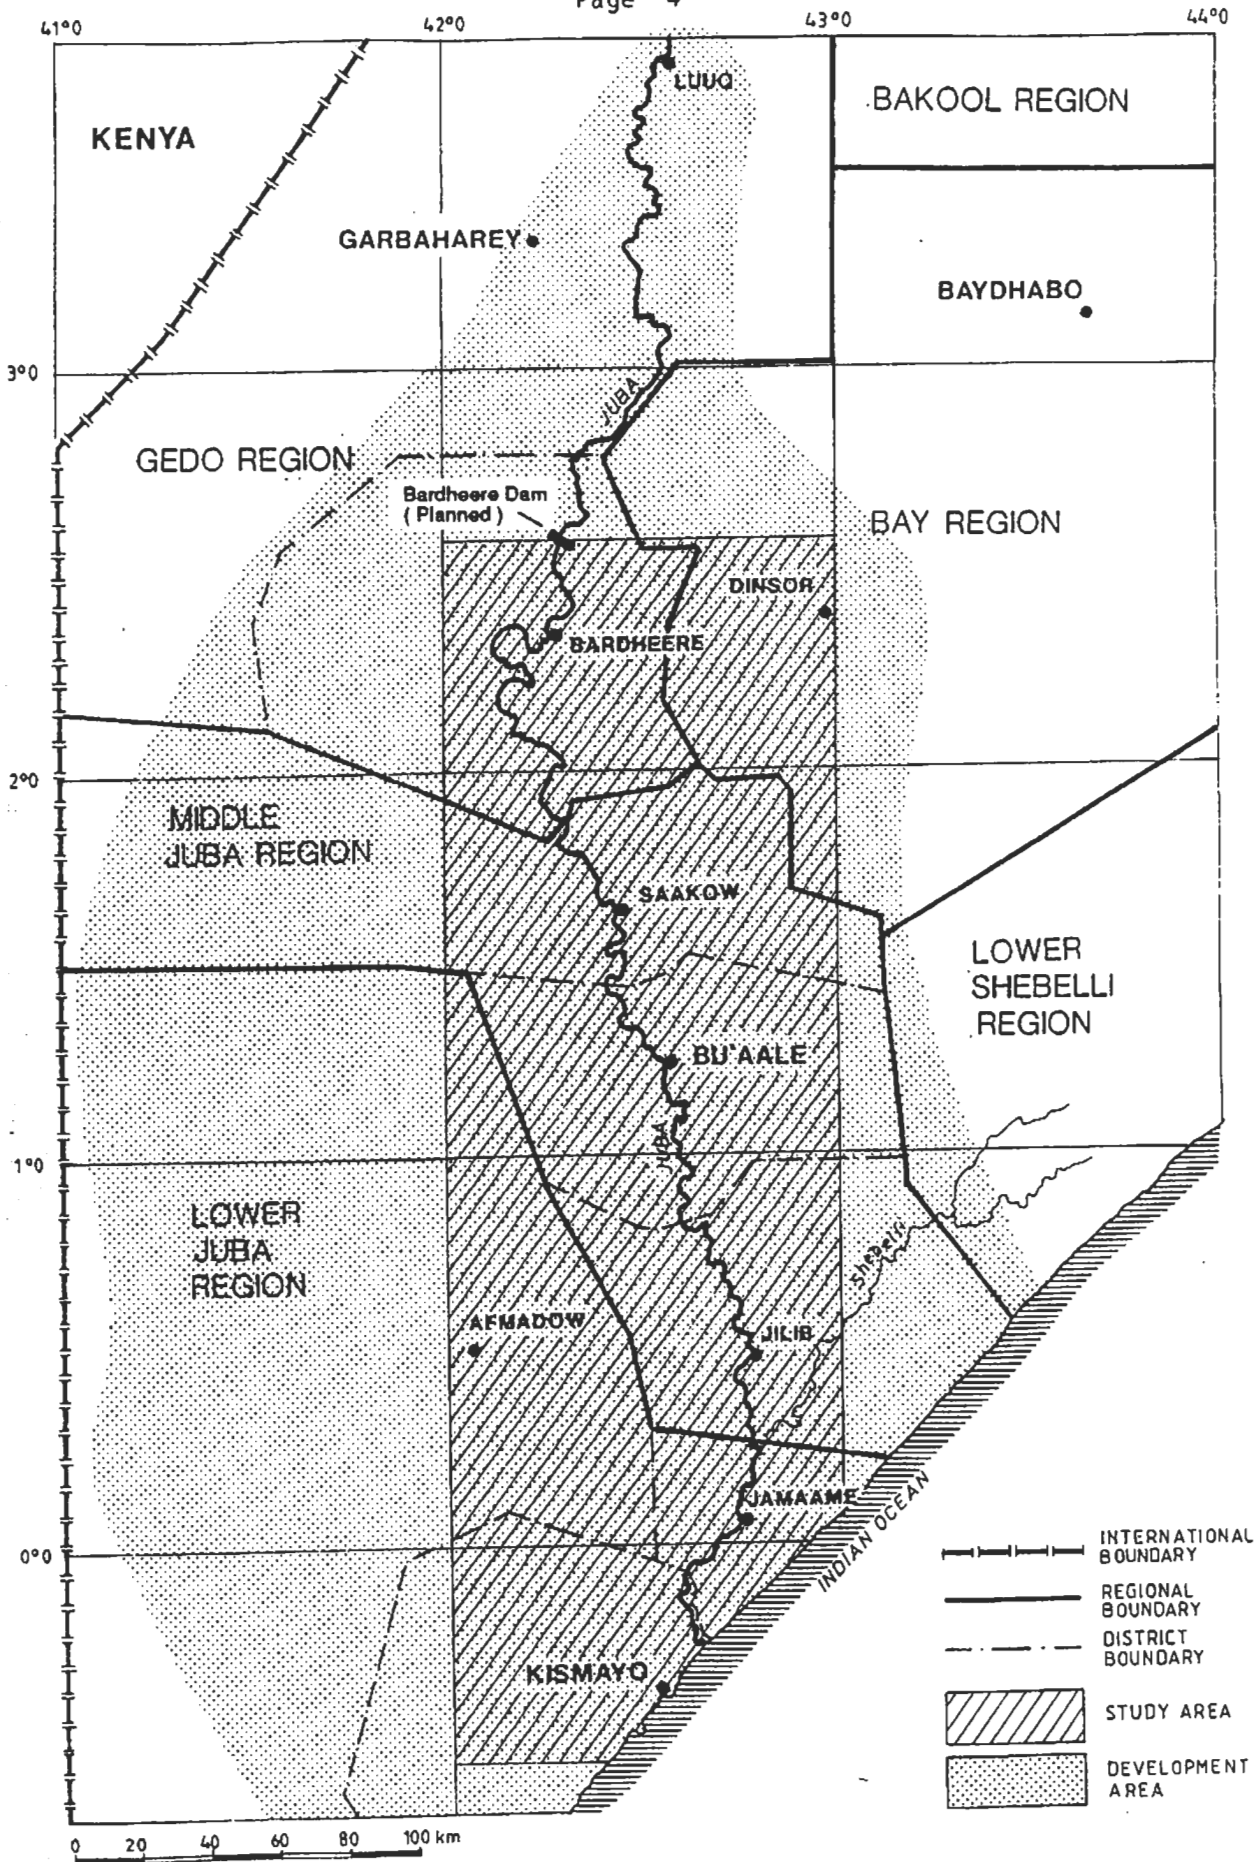 Page 4
41°0
42°0
43°0
44°0
LUUQ
BAKOOL REGION
KENYA
GARBAHAREY
BAYDHABO
3°0
JUBA
GEDO REGION
Bardheere Dam
( Planned )
BAY REGION
DINSOR
BARDHEERE
2°0
MIDDLE
JUBA REGION
SAAKOW
LOWER
SHEBELLI
REGION
BU'AALE
JUBA
1°0
LOWER
JUBA
REGION
Shebelli
AFMADOW
JILIB
JAMAAME
INDIAN OCEAN
0°0
KISMAYO
INTERNATIONAL
BOUNDARY
REGIONAL
BOUNDARY
DISTRICT
BOUNDARY
STUDY AREA
DEVELOPMENT
AREA
0 20 40 60 80 100 km